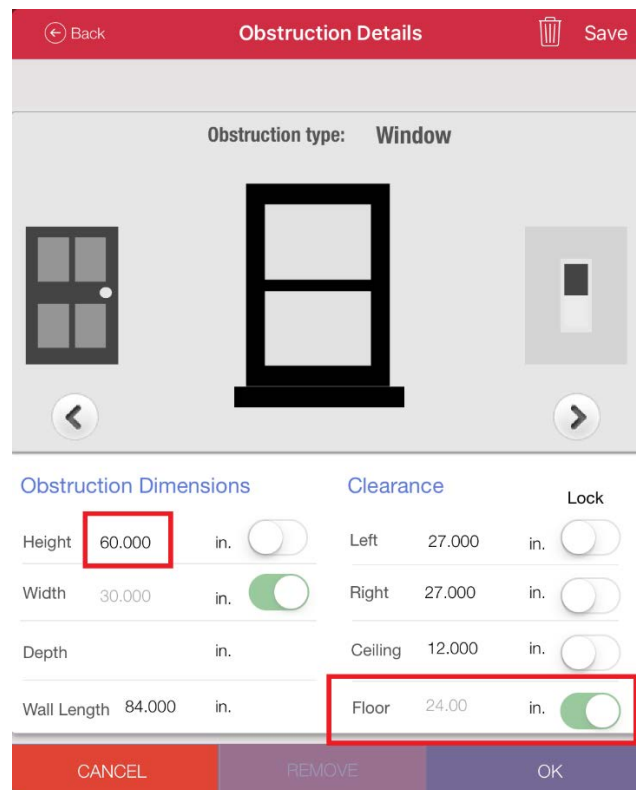 Back Obstruction Details Save
Obstruction type: Window
Obstruction Dimensions Clearance Lock
Height 60.000 in. Left 27.000 in.
Width 30.000 in. Right 27.000 in.
Depth in. Ceiling 12.000 in.
Wall Length 84.000 in. Floor 24.00 in.
CANCEL REMOVE OK